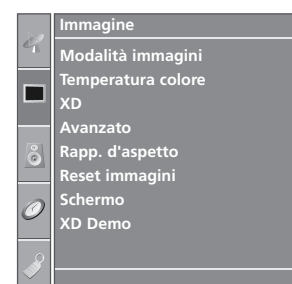 Immagine
Modalità immagini
Temperatura colore
XD
Avanzato
Rapp. d'aspetto
Reset immagini
Schermo
XD Demo